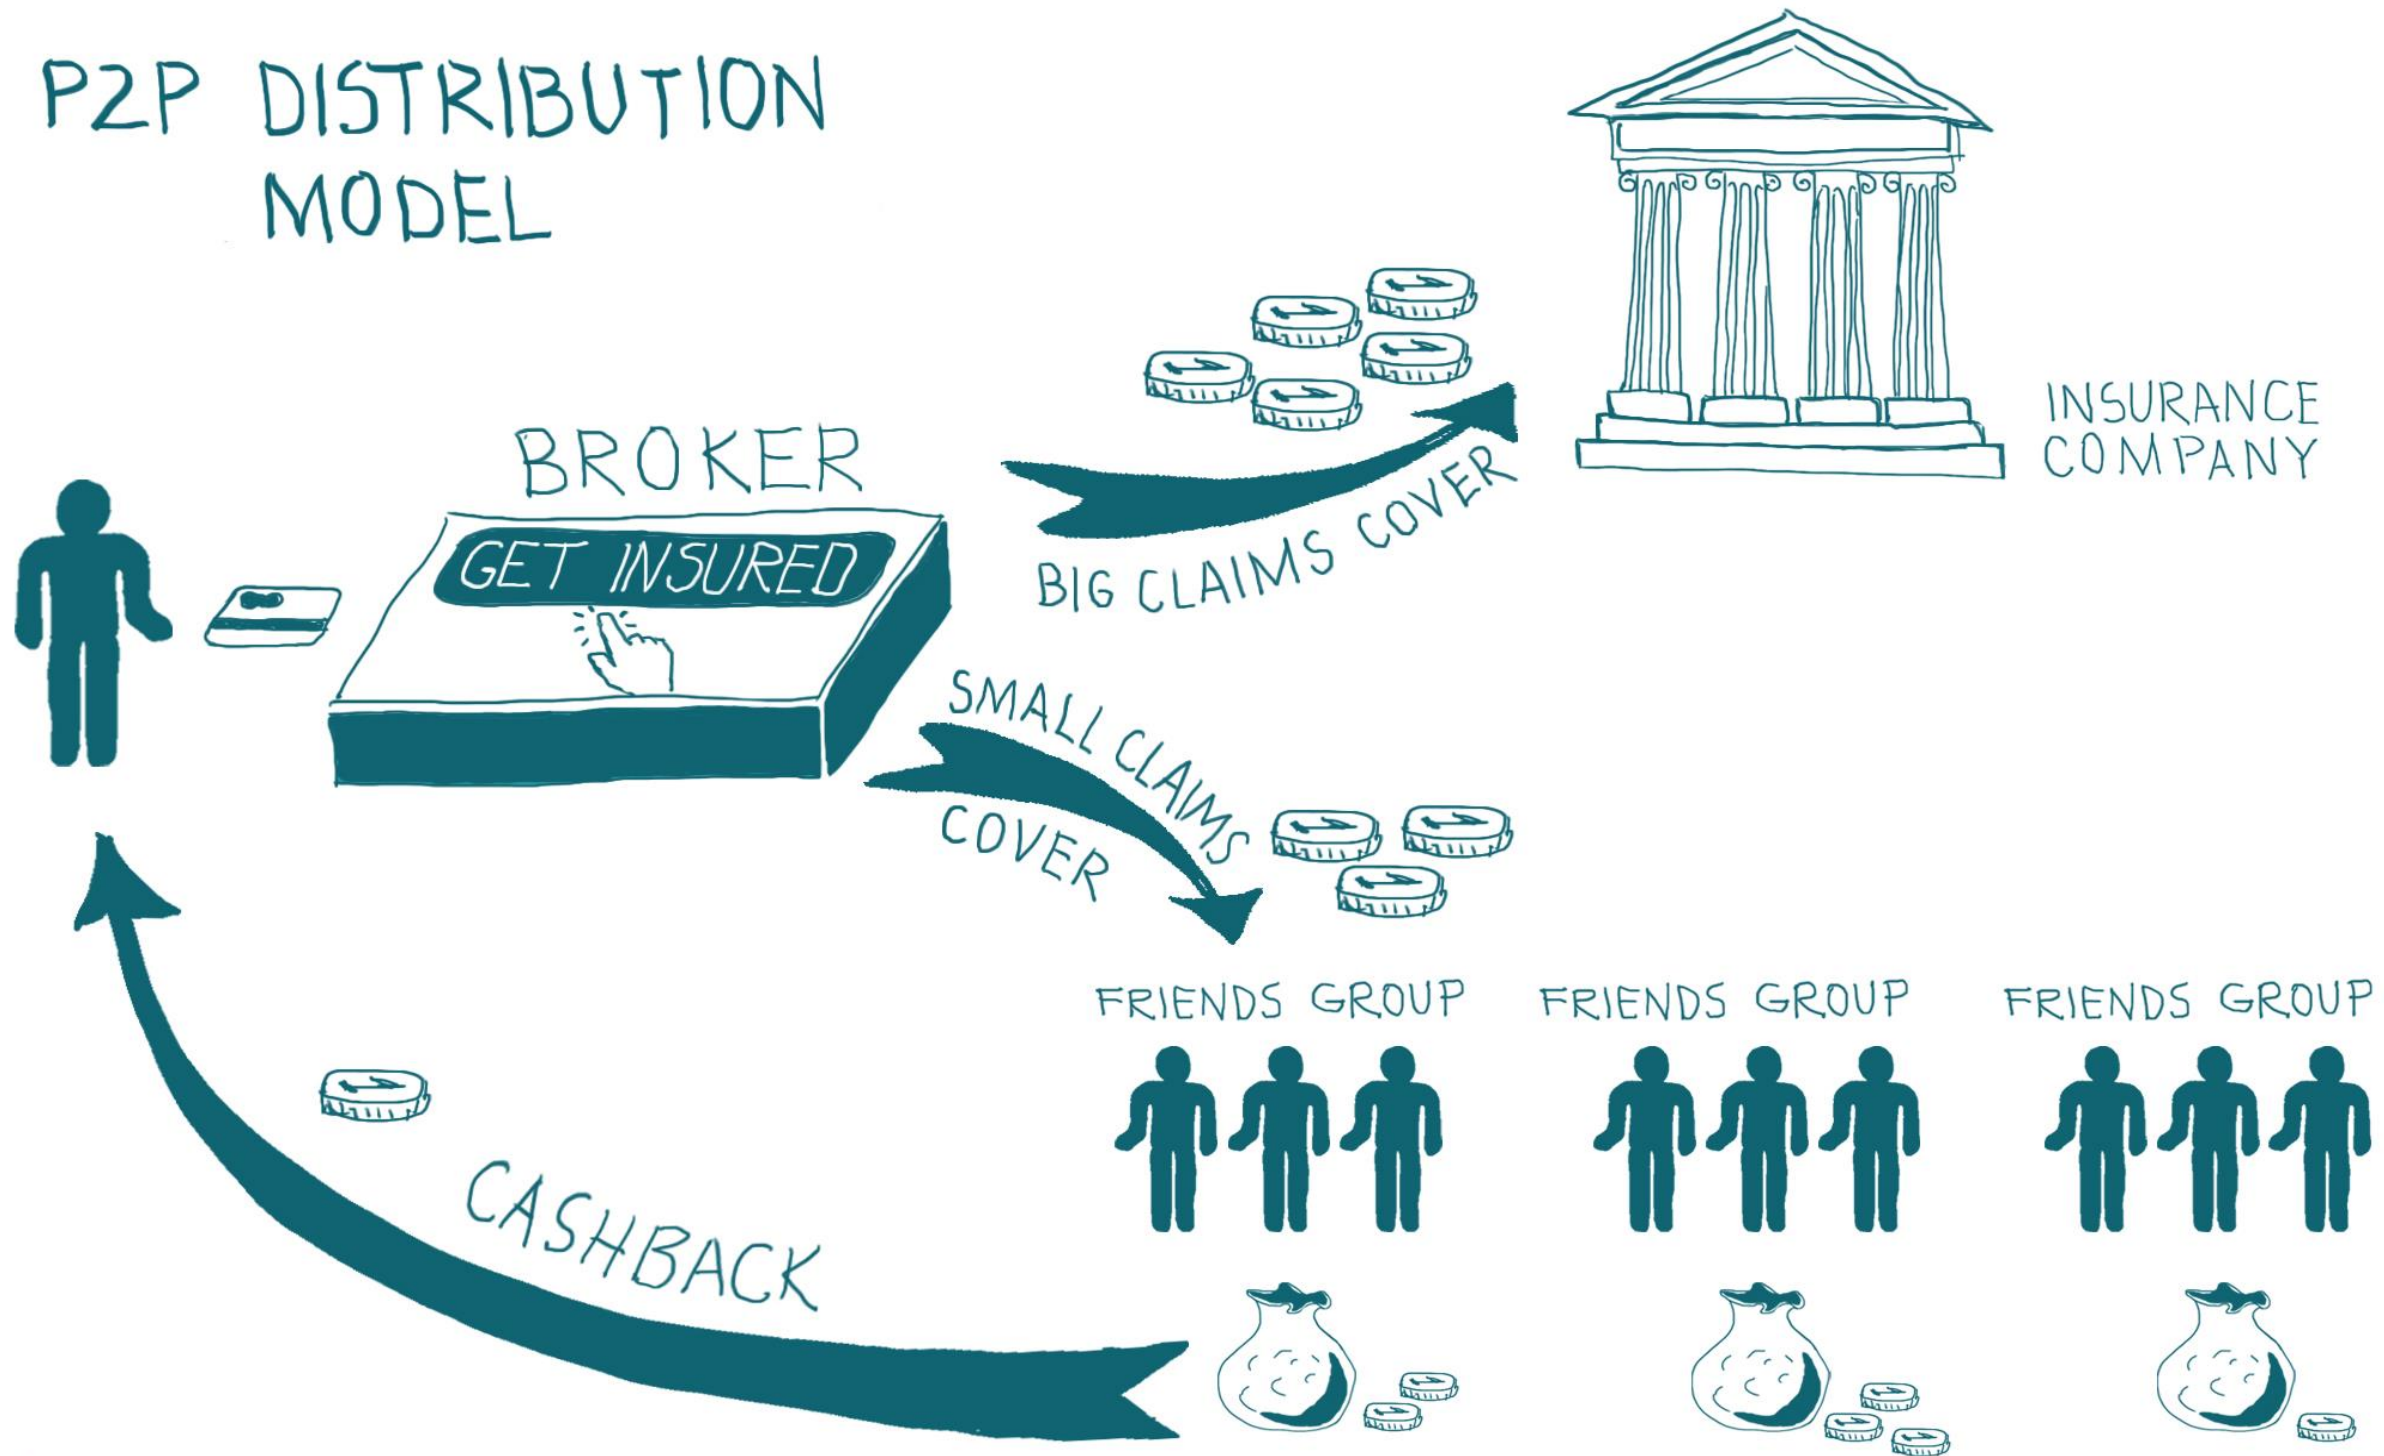 P2P DISTRIBUTION
MODEL
INSURANCE
COMPANY
BROKER
GET INSURED
BIG CLAIMS COVER
SMALL CLAIMS
COVER
FRIENDS GROUP
FRIENDS GROUP
FRIENDS GROUP
CASHBACK